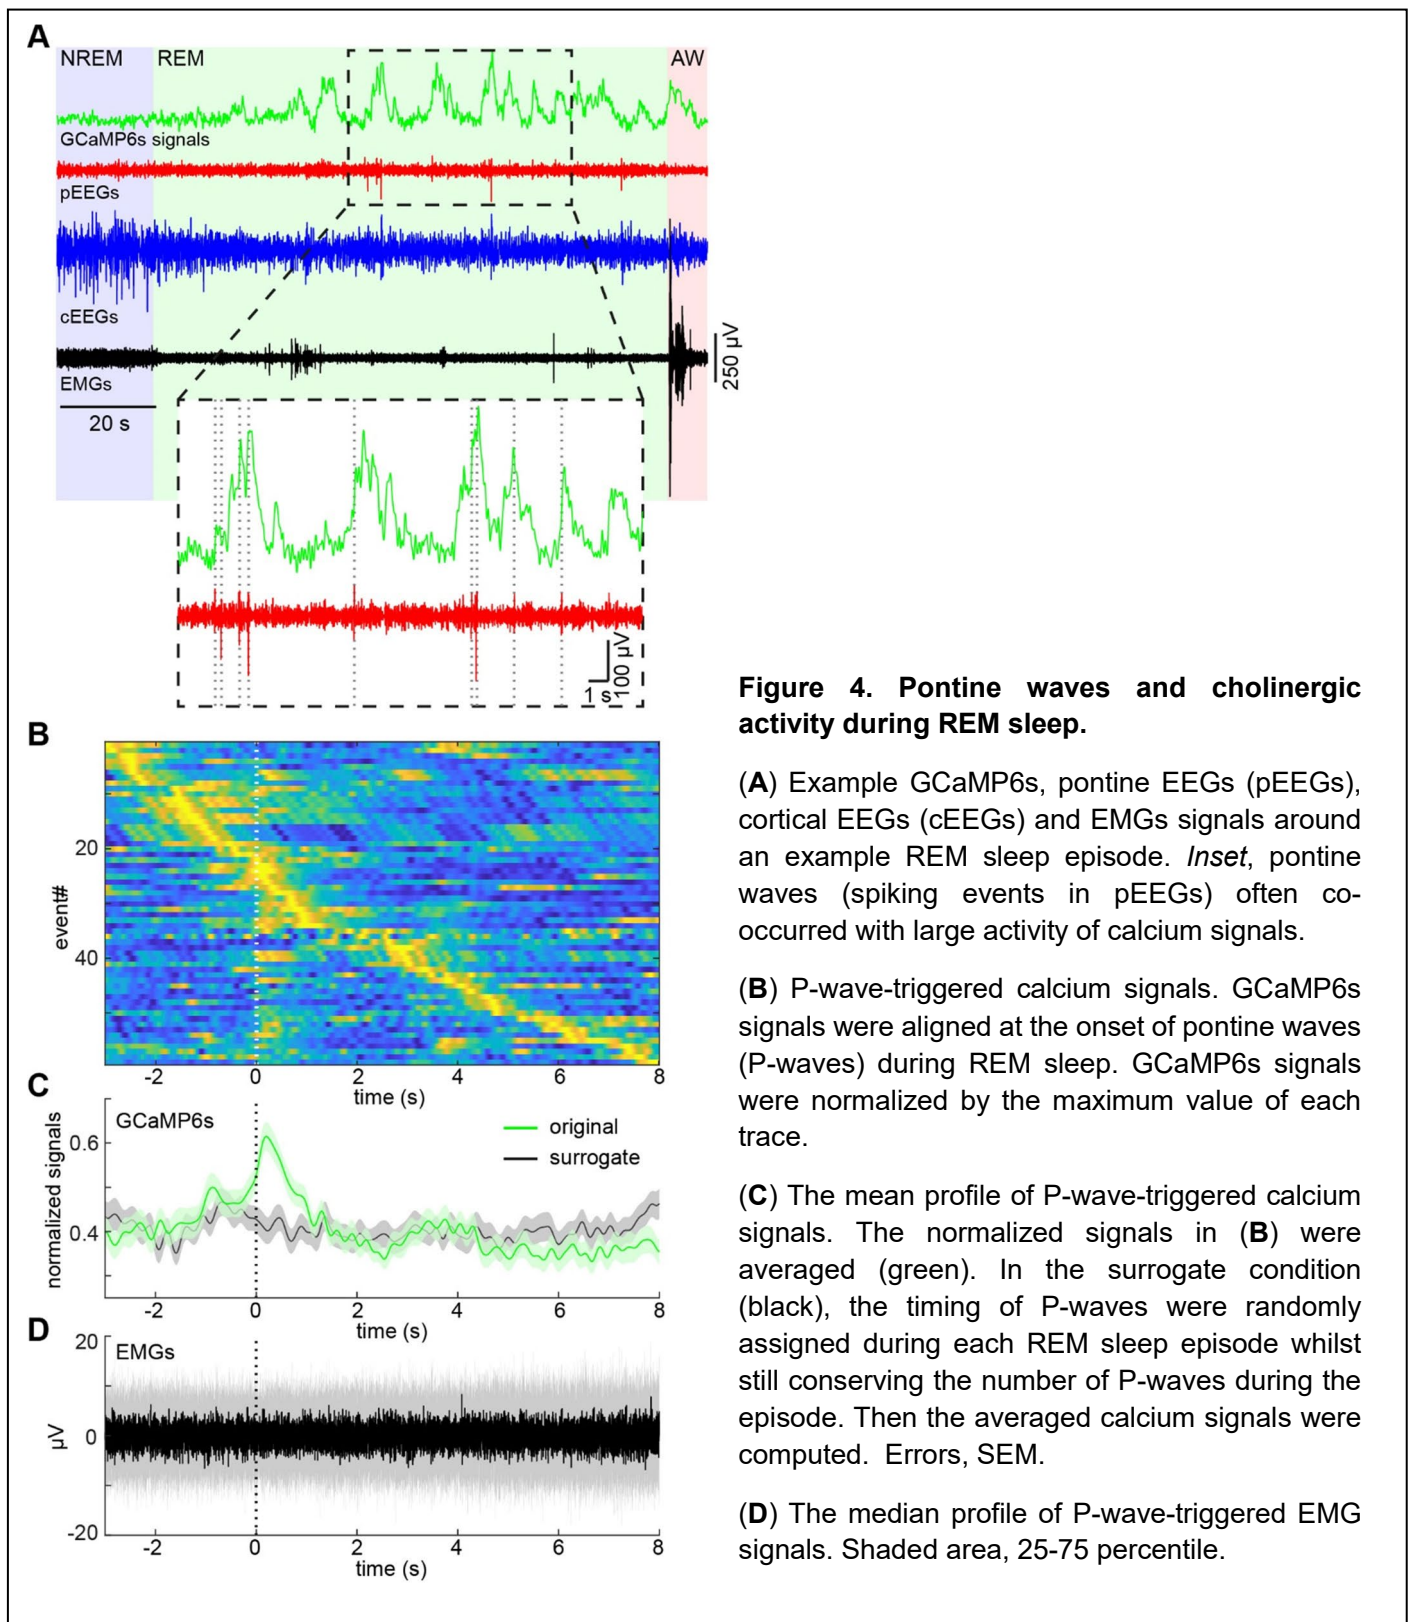 A
NREM
REM
AW
GCaMP6s signals
pEEGs
cEEGs
EMGs
20 s
250 µV
1 s
100 µV
B
event#
20
40
-2 0 2 4 6 8
time (s)
C
GCaMP6s
original
surrogate
normalized signals
0.6
0.4
-2 0 2 4 6 8
time (s)
D
EMGs
µV
20
0
-20
-2 0 2 4 6 8
time (s)
Figure 4. Pontine waves and cholinergic
activity during REM sleep.
(A) Example GCaMP6s, pontine EEGs (pEEGs),
cortical EEGs (cEEGs) and EMGs signals around
an example REM sleep episode. Inset, pontine
waves (spiking events in pEEGs) often co-
occurred with large activity of calcium signals.
(B) P-wave-triggered calcium signals. GCaMP6s
signals were aligned at the onset of pontine waves
(P-waves) during REM sleep. GCaMP6s signals
were normalized by the maximum value of each
trace.
(C) The mean profile of P-wave-triggered calcium
signals. The normalized signals in (B) were
averaged (green). In the surrogate condition
(black), the timing of P-waves were randomly
assigned during each REM sleep episode whilst
still conserving the number of P-waves during the
episode. Then the averaged calcium signals were
computed. Errors, SEM.
(D) The median profile of P-wave-triggered EMG
signals. Shaded area, 25-75 percentile.